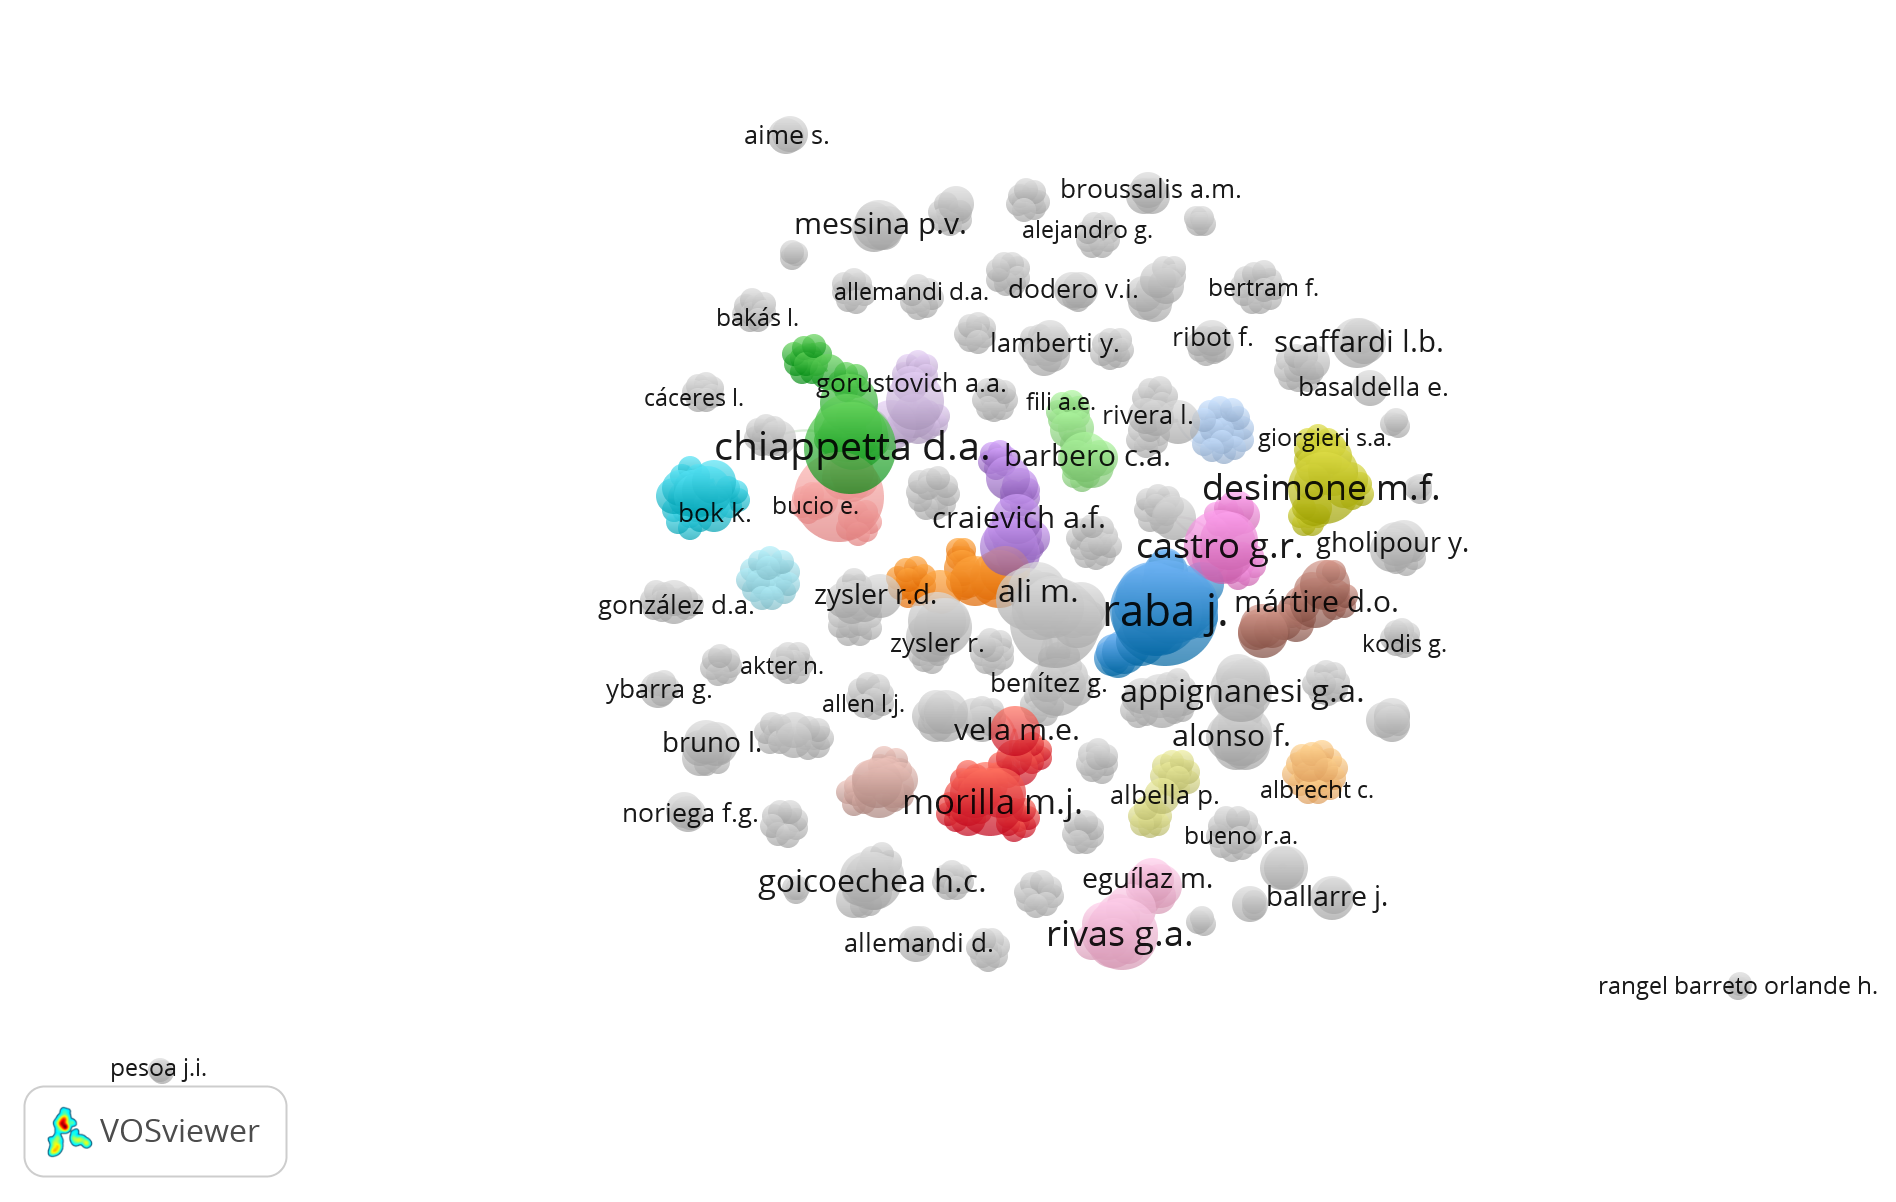 aime s.
broussalis a.m.
messina p.v.
alejandro g.
allemandi d.a.
dodero v.i.
bertram f.
bakás l.
lamberti y.
ribot f.
scaffardi l.b.
gorustovich a.a.
basaldella e.
cáceres l.
fili a.e.
rivera l.
chiappetta d.a.
barbero c.a.
giorgieri s.a.
desimone m.f.
bok k.
bucio e.
craievich a.f.
castro g.r.
gholipour y.
gonzález d.a.
zysler r.d.
ali m.
raba j.
mártire d.o.
zysler r.
kodis g.
akter n.
ybarra g.
benítez g.
appignanesi g.a.
allen l.j.
bruno l.
vela m.e.
alonso f.
noriega f.g.
morilla m.j.
albella p.
albrecht c.
bueno r.a.
goicoechea h.c.
eguílaz m.
ballarre j.
allemandi d.
rivas g.a.
rangel barreto orlande h.
pesoa j.i.
VOSviewer